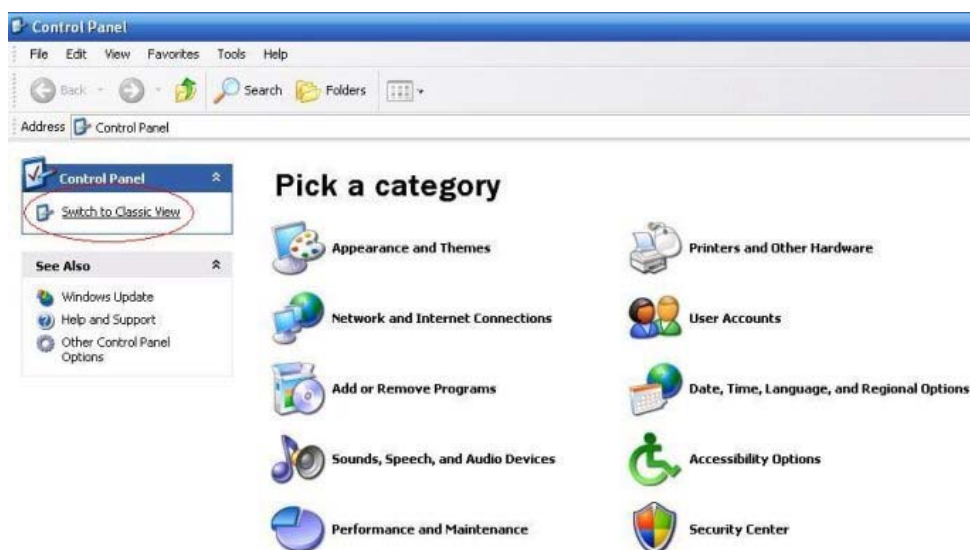 Control Panel
File Edit View Favorites Tools Help
Back Search Folders
Address Control Panel
Control Panel
Switch to Classic View
See Also
Windows Update
Help and Support
Other Control Panel
Options
Pick a category
Appearance and Themes
Printers and Other Hardware
Network and Internet Connections
User Accounts
Add or Remove Programs
Date, Time, Language, and Regional Options
Sounds, Speech, and Audio Devices
Accessibility Options
Performance and Maintenance
Security Center